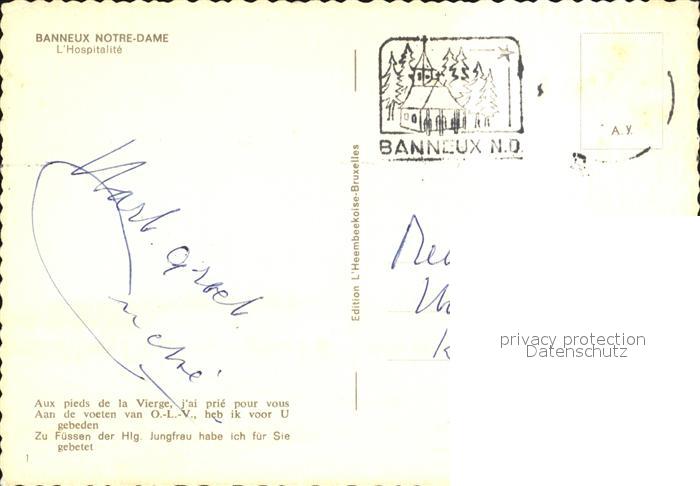 BANNEUX NOTRE-DAME
L'Hospitalité
BANNEUX N.D.
A.V.
Edition L'Heembeekoise-Bruxelles
Hart. groet.
privacy protection
Datenschutz
Aux pieds de la Vierge, j'ai prié pour vous
Aan de voeten van O.-L.-V., heb ik voor U
gebeden
Zu Füssen der Hlg. Jungfrau habe ich für Sie
gebetet
1